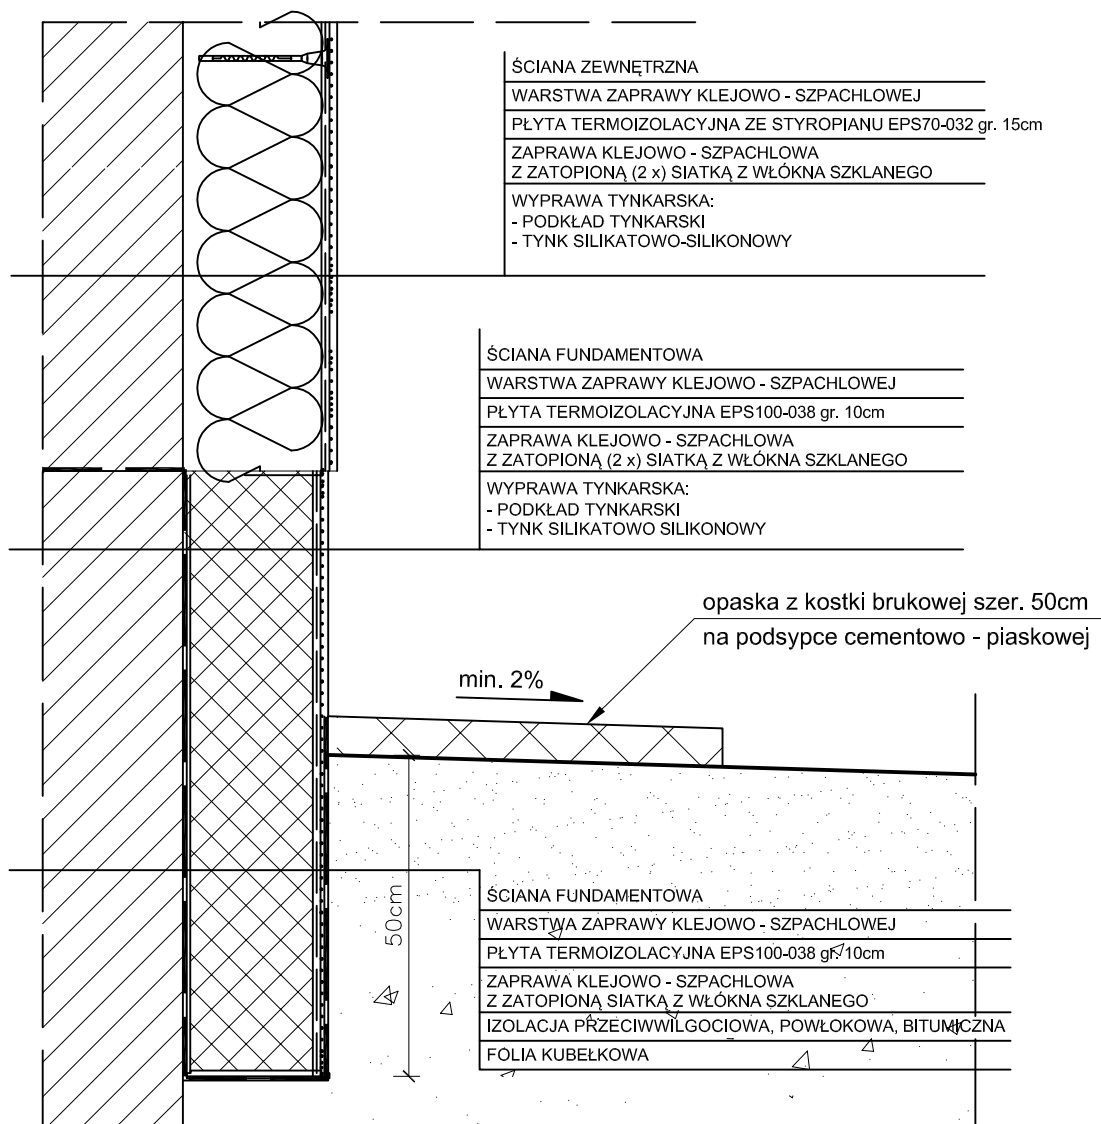 ŚCIANA ZEWNĘTRZNA
WARSTWA ZAPRAWY KLEJOWO - SZPACHLOWEJ
PŁYTA TERMOIZOLACYJNA ZE STYROPIANU EPS70-032 gr. 15cm
ZAPRAWA KLEJOWO - SZPACHLOWA
Z ZATOPIONĄ (2 x) SIATKĄ Z WŁÓKNA SZKLANEGO
WYPRAWA TYNKARSKA:
- PODKŁAD TYNKARSKI
- TYNK SILIKATOWO-SILIKONOWY
ŚCIANA FUNDAMENTOWA
WARSTWA ZAPRAWY KLEJOWO - SZPACHLOWEJ
PŁYTA TERMOIZOLACYJNA EPS100-038 gr. 10cm
ZAPRAWA KLEJOWO - SZPACHLOWA
Z ZATOPIONĄ (2 x) SIATKĄ Z WŁÓKNA SZKLANEGO
WYPRAWA TYNKARSKA:
- PODKŁAD TYNKARSKI
- TYNK SILIKATOWO SILIKONOWY
opaska z kostki brukowej szer. 50cm
na podsypce cementowo - piaskowej
min. 2%
50cm
ŚCIANA FUNDAMENTOWA
WARSTWA ZAPRAWY KLEJOWO - SZPACHLOWEJ
PŁYTA TERMOIZOLACYJNA EPS100-038 gr. 10cm
ZAPRAWA KLEJOWO - SZPACHLOWA
Z ZATOPIONĄ SIATKĄ Z WŁÓKNA SZKLANEGO
IZOLACJA PRZECIWWILGOCIOWA, POWŁOKOWA, BITUMICZNA
FOLIA KUBEŁKOWA